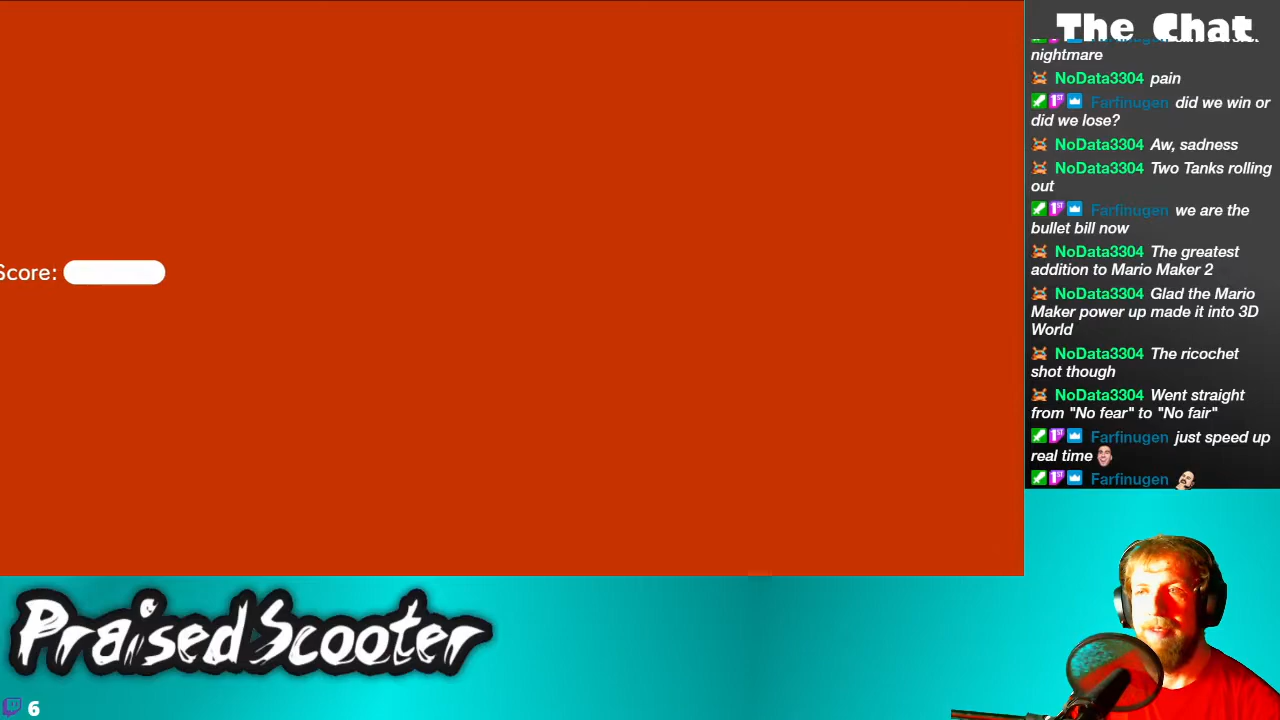 The Chat
nightmare
NoData3304 pain
Farfinugen did we win or
did we lose?
NoData3304 Aw, sadness
NoData3304 Two Tanks rolling
out
Farfinugen we are the
bullet bill now
NoData3304 The greatest
addition to Mario Maker 2
NoData3304 Glad the Mario
Maker power up made it into 3D
World
NoData3304 The ricochet
shot though
NoData3304 Went straight
from "No fear" to "No fair"
Farfinugen just speed up
real time
Farfinugen
Score:
PraisedScooter
6